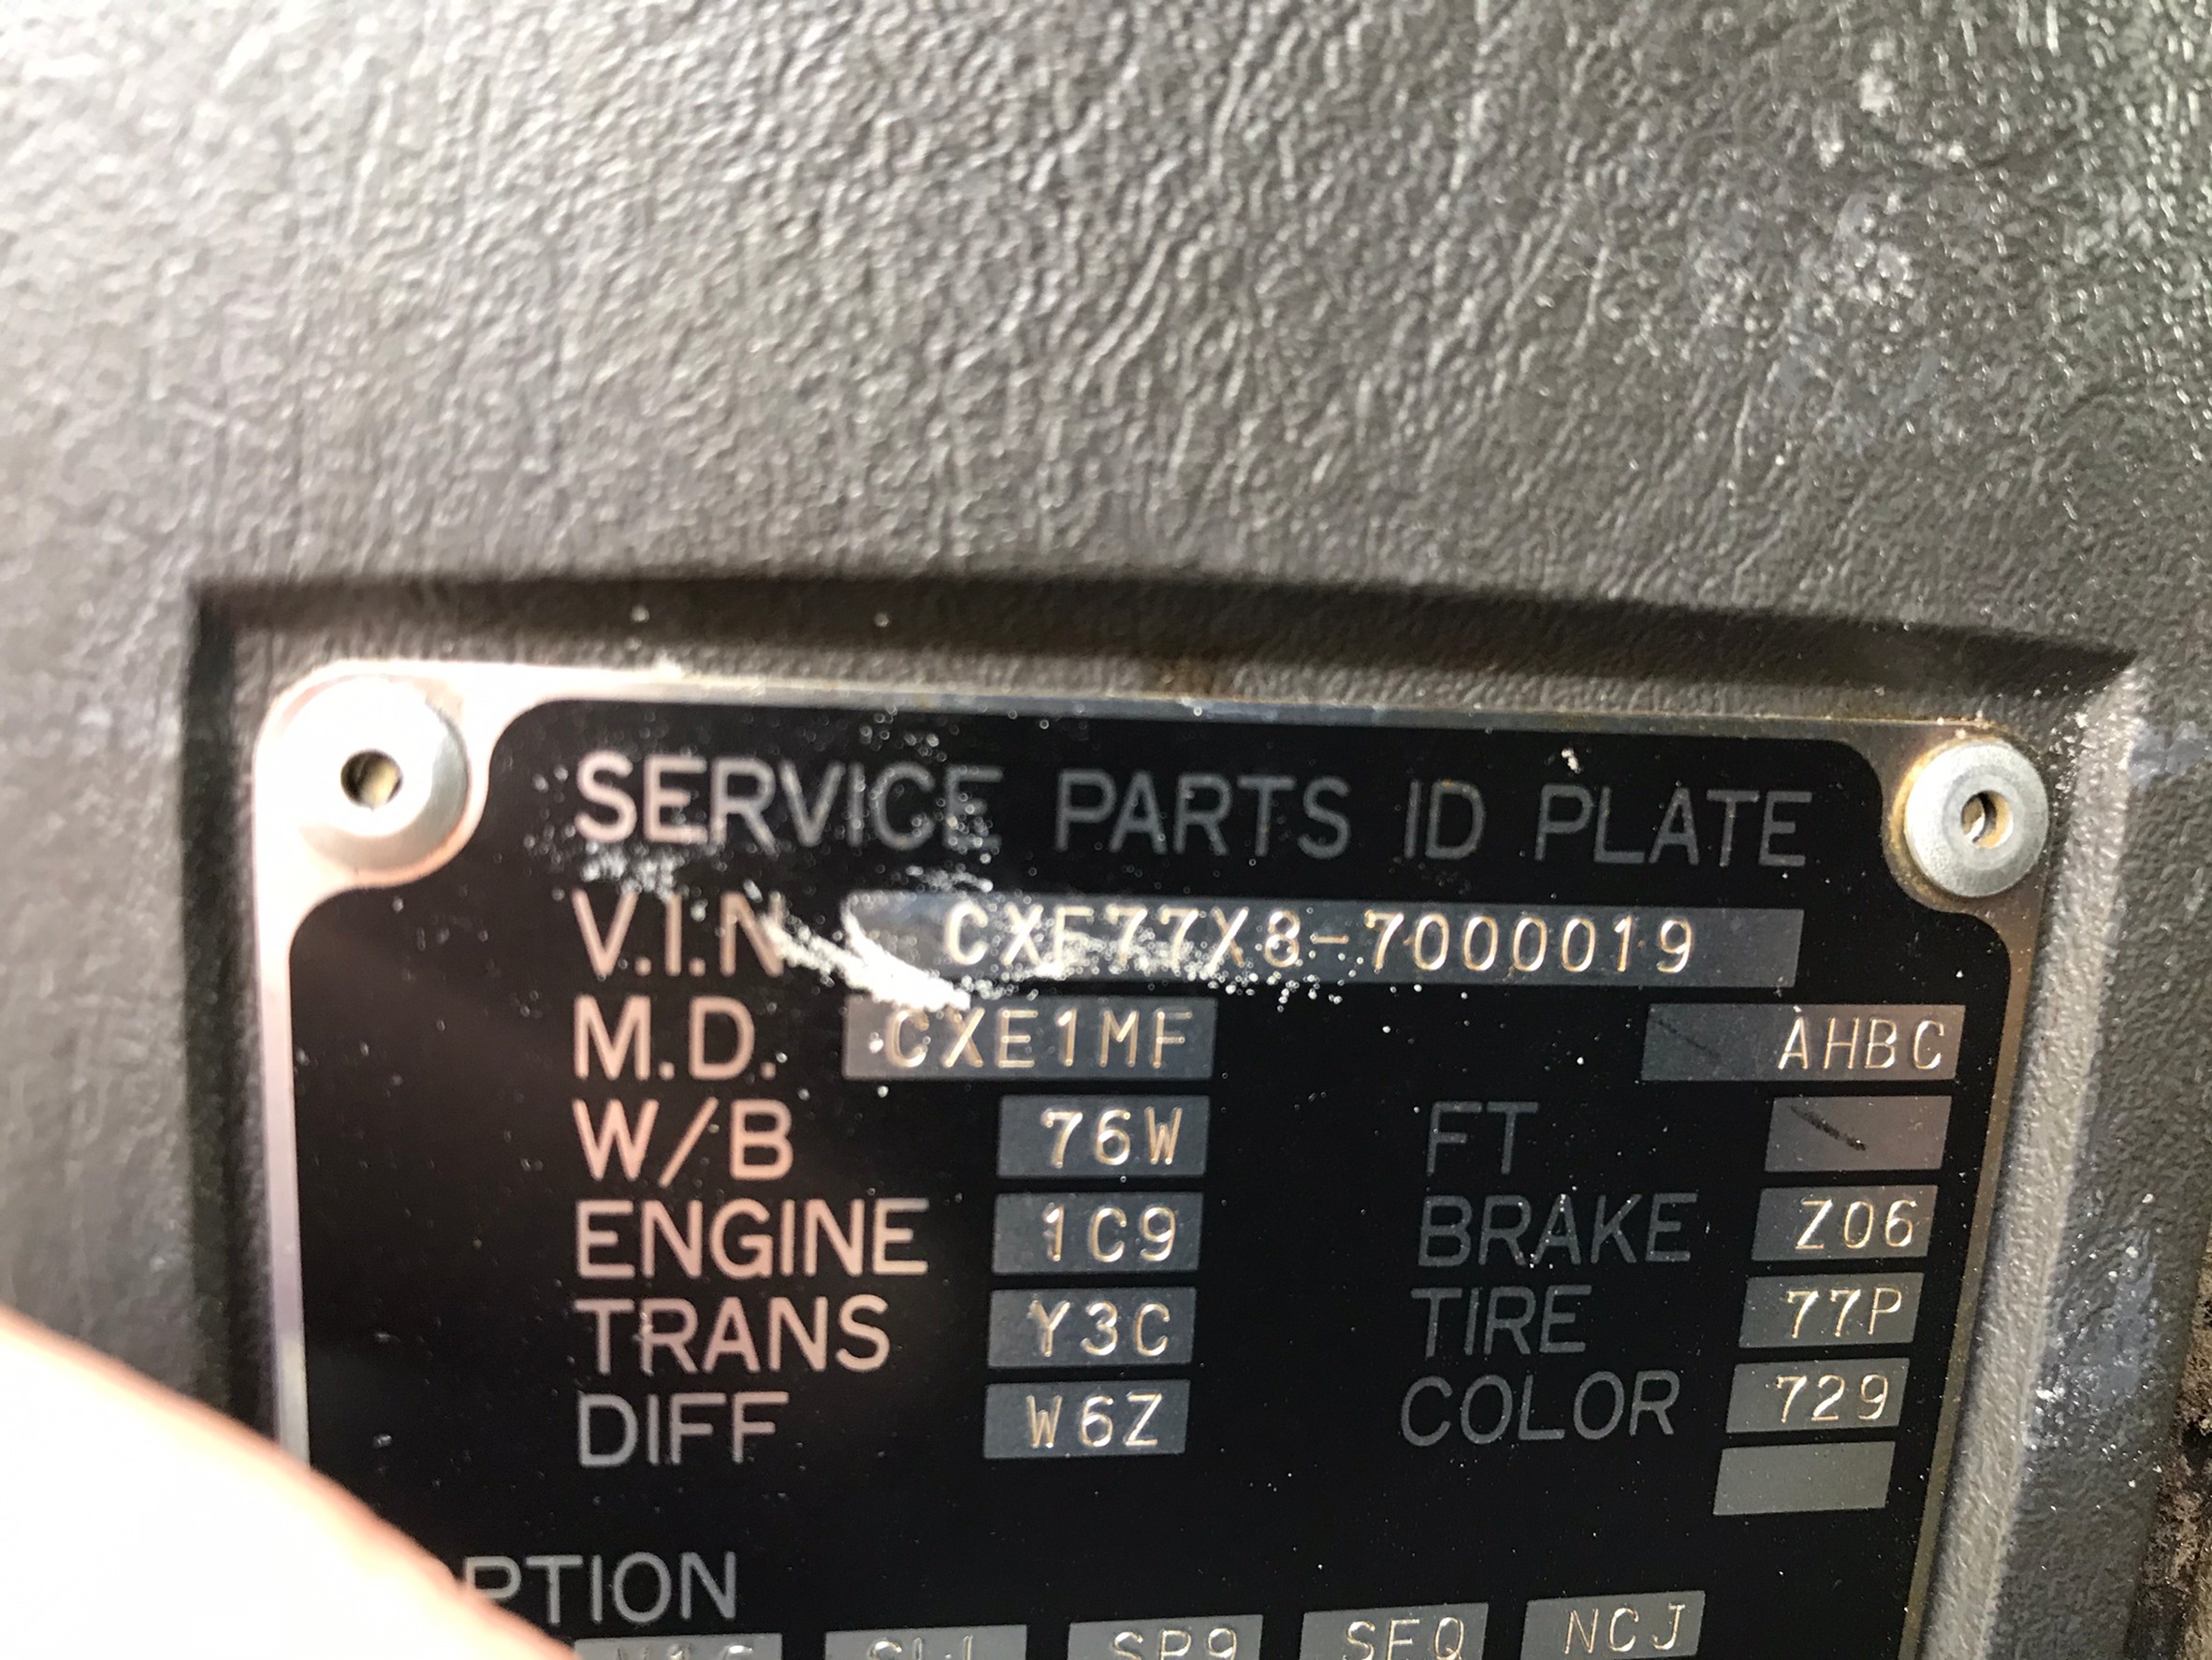 SERVICE PARTS ID PLATE
V.I.N CXF77X8-7000019
M.D. CXE1MF AHBC
W/B 76W FT
ENGINE 1C9 BRAKE Z06
TRANS Y3C TIRE 77P
DIFF W6Z COLOR 729
PTION
SP9 SFQ NCJ